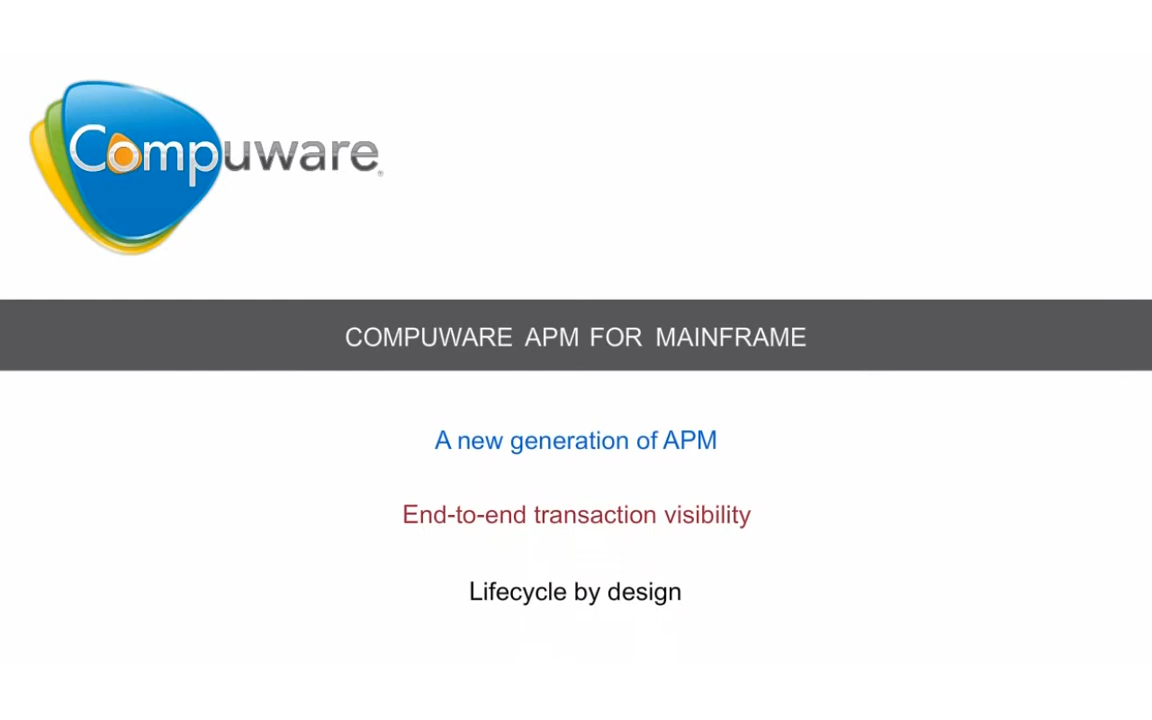 Compuware®
COMPUWARE APM FOR MAINFRAME
A new generation of APM
End-to-end transaction visibility
Lifecycle by design